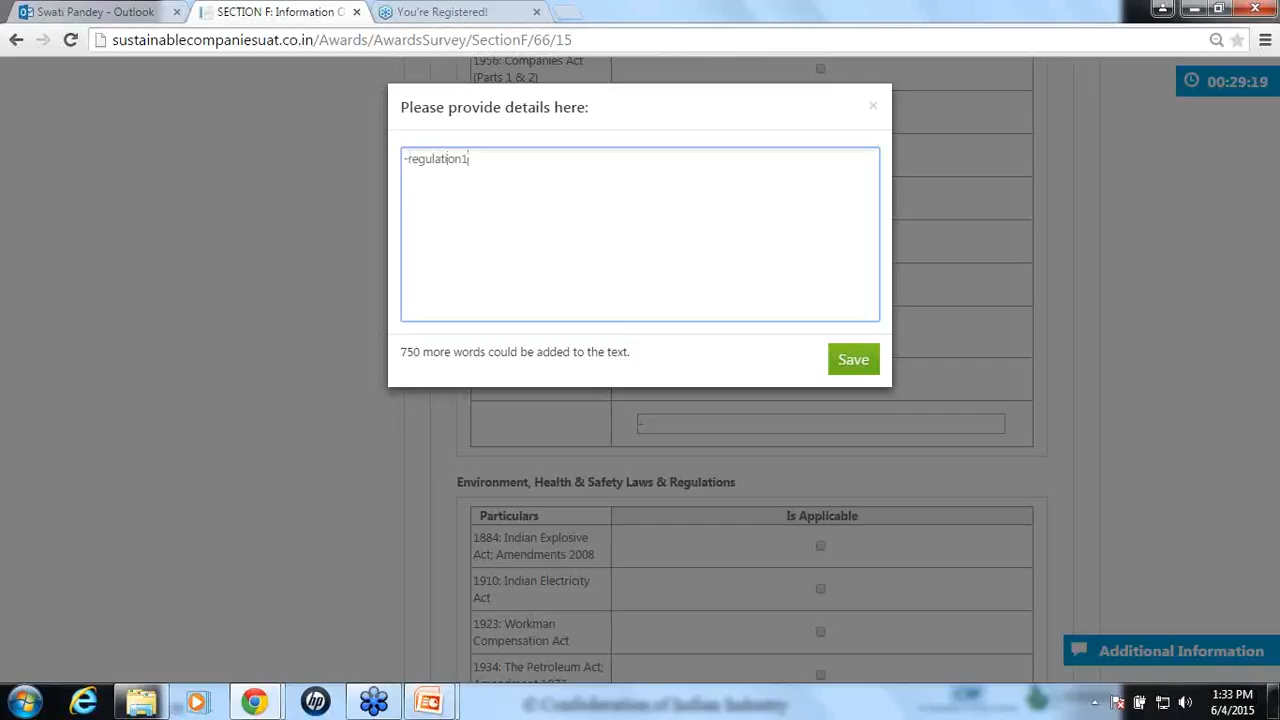 Swati Pandey - Outlook
SECTION F: Information C
You're Registered!
sustainablecompaniesuat.co.in/Awards/AwardsSurvey/SectionF/66/15
1956: Companies Act
(Parts 1 & 2)
00:29:19
Please provide details here:
×
-regulation1
750 more words could be added to the text.
Save
-
Environment, Health & Safety Laws & Regulations
Particulars
Is Applicable
1884: Indian Explosive
Act; Amendments 2008
1910: Indian Electricity
Act
1923: Workman
Compensation Act
1934: The Petroleum Act;
Additional Information
© Confederation of Indian Industry
1:33 PM
6/4/2015